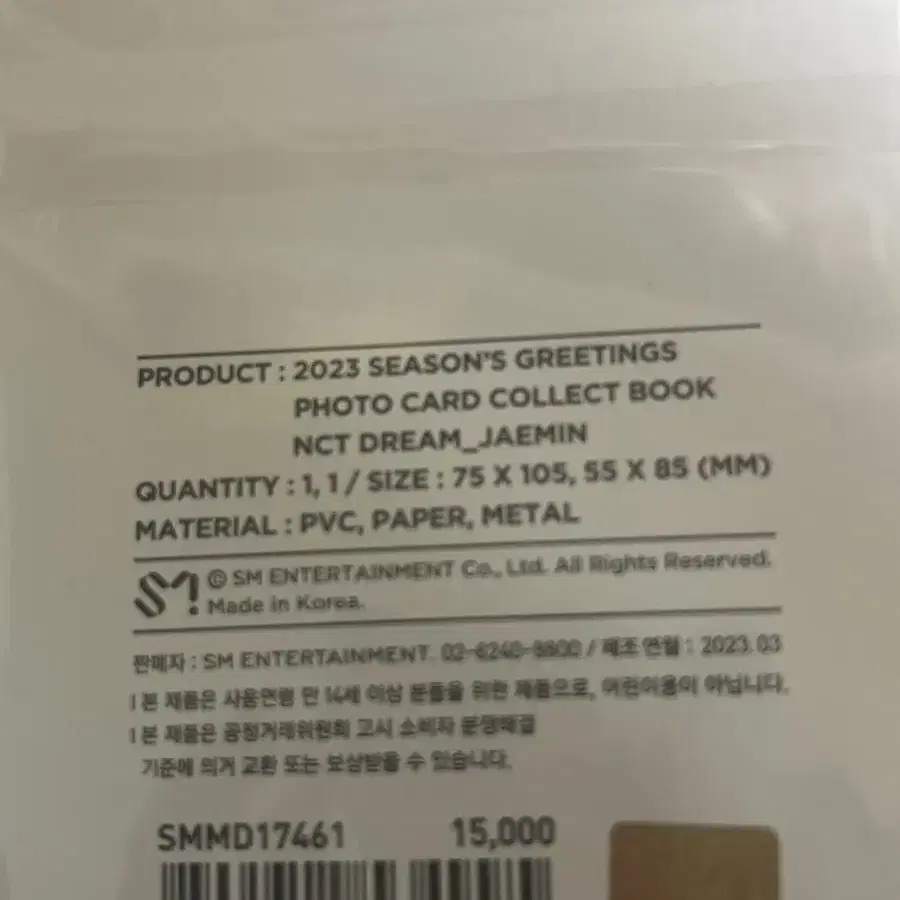 PRODUCT : 2023 SEASON'S GREETINGS
PHOTO CARD COLLECT BOOK
NCT DREAM_JAEMIN
QUANTITY : 1, 1 / SIZE : 75 X 105, 55 X 85 (MM)
MATERIAL : PVC, PAPER, METAL
SM! © SM ENTERTAINMENT Co., Ltd. All Rights Reserved.
Made in Korea.
판매자 : SM ENTERTAINMENT. 02-6240-9800 / 제조 연월 : 2023.03
| 본 제품은 사용연령 만 14세 이상 분들을 위한 제품으로, 어린이용이 아닙니다.
| 본 제품은 공정거래위원회 고시 소비자 분쟁해결
기준에 의거 교환 또는 보상받을 수 있습니다.
SMMD17461 15,000